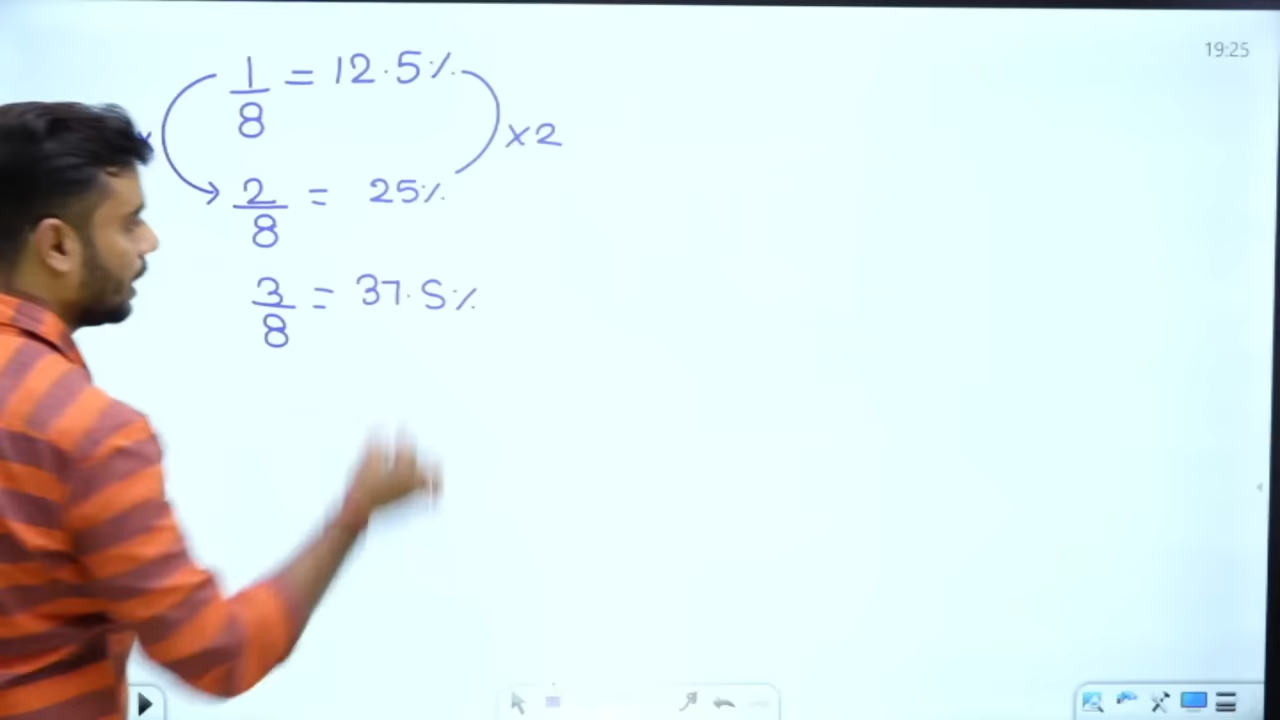 19:25
1/8 = 12.5%
×2
2/8 = 25%
3/8 = 37.5%